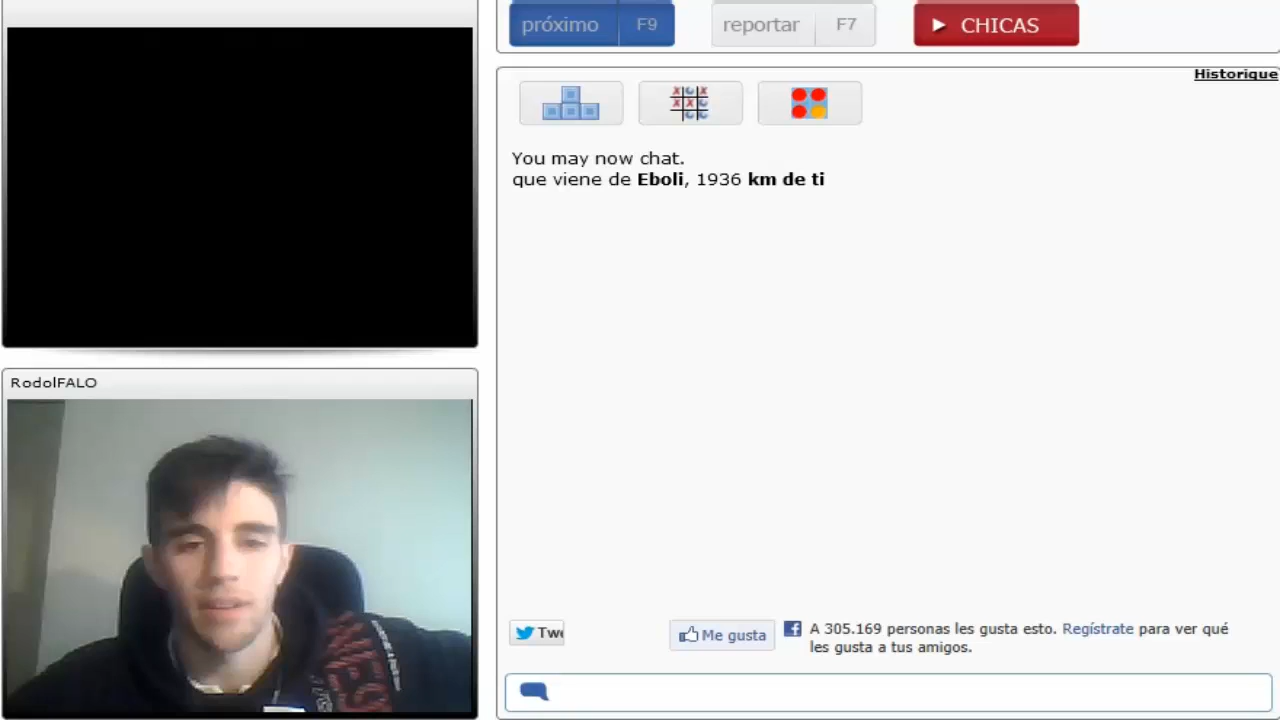 próximo F9 reportar F7 CHICAS
Historique
You may now chat.
que viene de Eboli, 1936 km de ti
RodolFALO
Me gusta
A 305.169 personas les gusta esto. Regístrate para ver qué
les gusta a tus amigos.